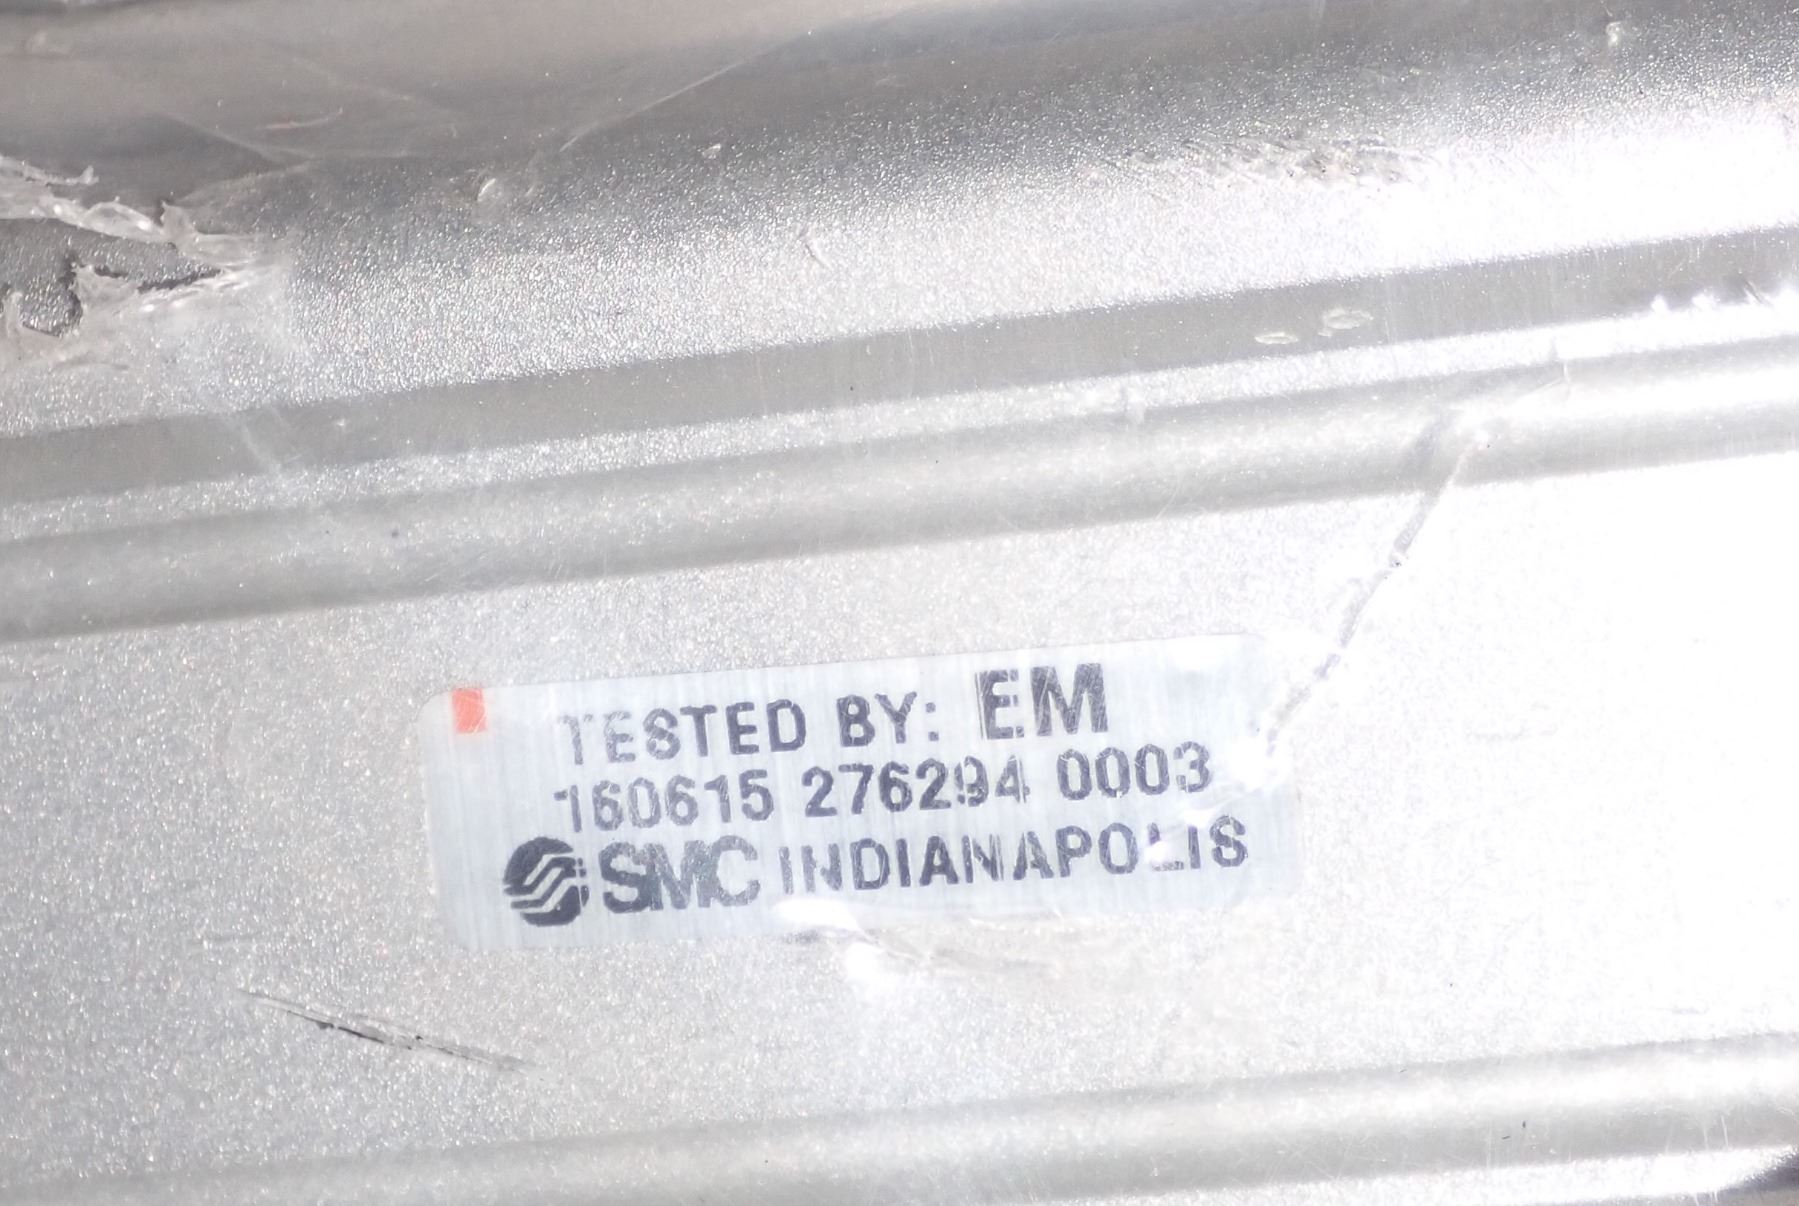 TESTED BY: EM
160615 276294 0003
SMC INDIANAPOLIS